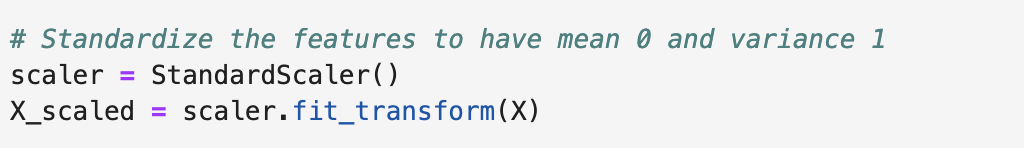 # Standardize the features to have mean 0 and variance 1
scaler = StandardScaler()
X_scaled = scaler.fit_transform(X)